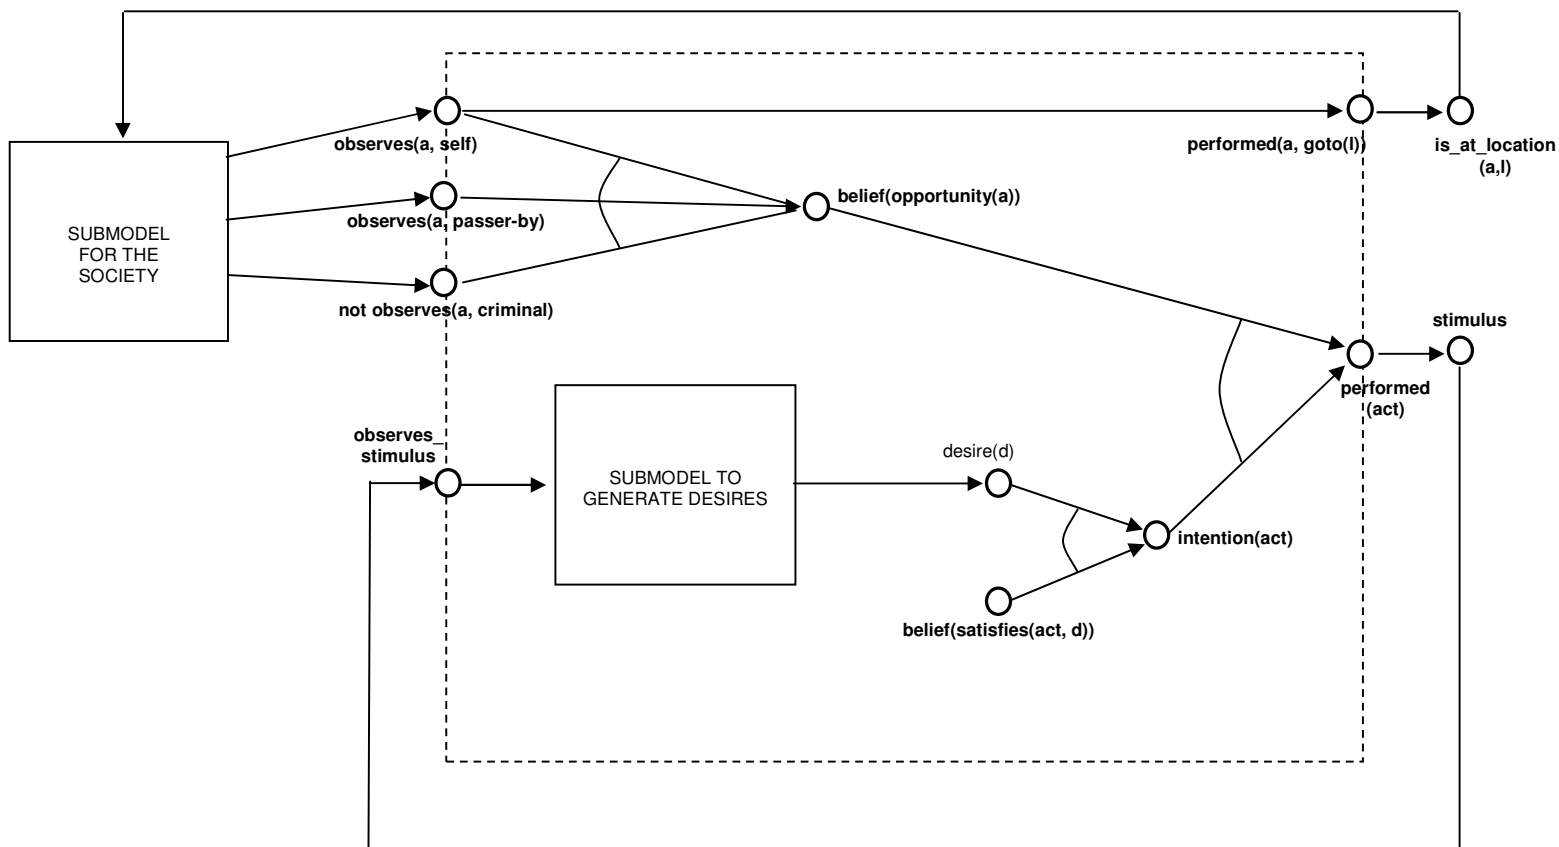 observes(a, self)
performed(a, goto(l))
is_at_location
(a,l)
belief(opportunity(a))
observes(a, passer-by)
SUBMODEL
FOR THE
SOCIETY
not observes(a, criminal)
stimulus
performed
(act)
observes_
stimulus
desire(d)
SUBMODEL TO
GENERATE DESIRES
intention(act)
belief(satisfies(act, d))